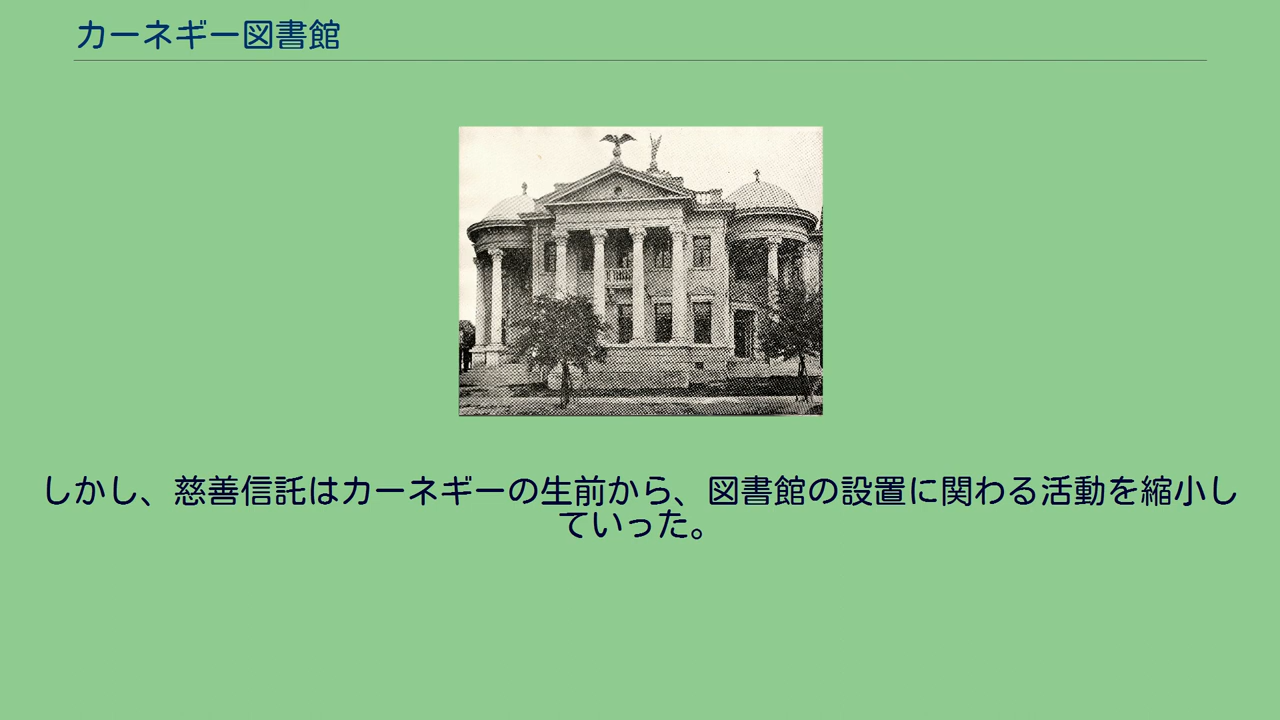 カーネギー図書館
しかし、慈善信託はカーネギーの生前から、図書館の設置に関わる活動を縮小し
ていった。